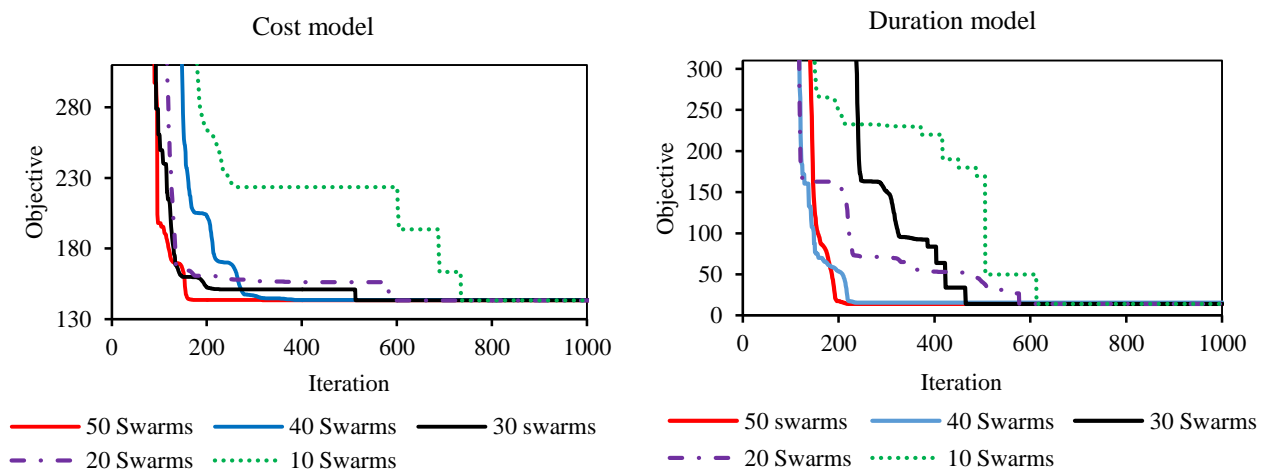 Cost model
Objective
280
230
180
130
0 200 400 600 800 1000
Iteration
50 Swarms 40 Swarms 30 swarms
20 Swarms 10 Swarms
Duration model
Objective
300
250
200
150
100
50
0
0 200 400 600 800 1000
Iteration
50 swarms 40 Swarms 30 Swarms
20 Swarms 10 Swarms